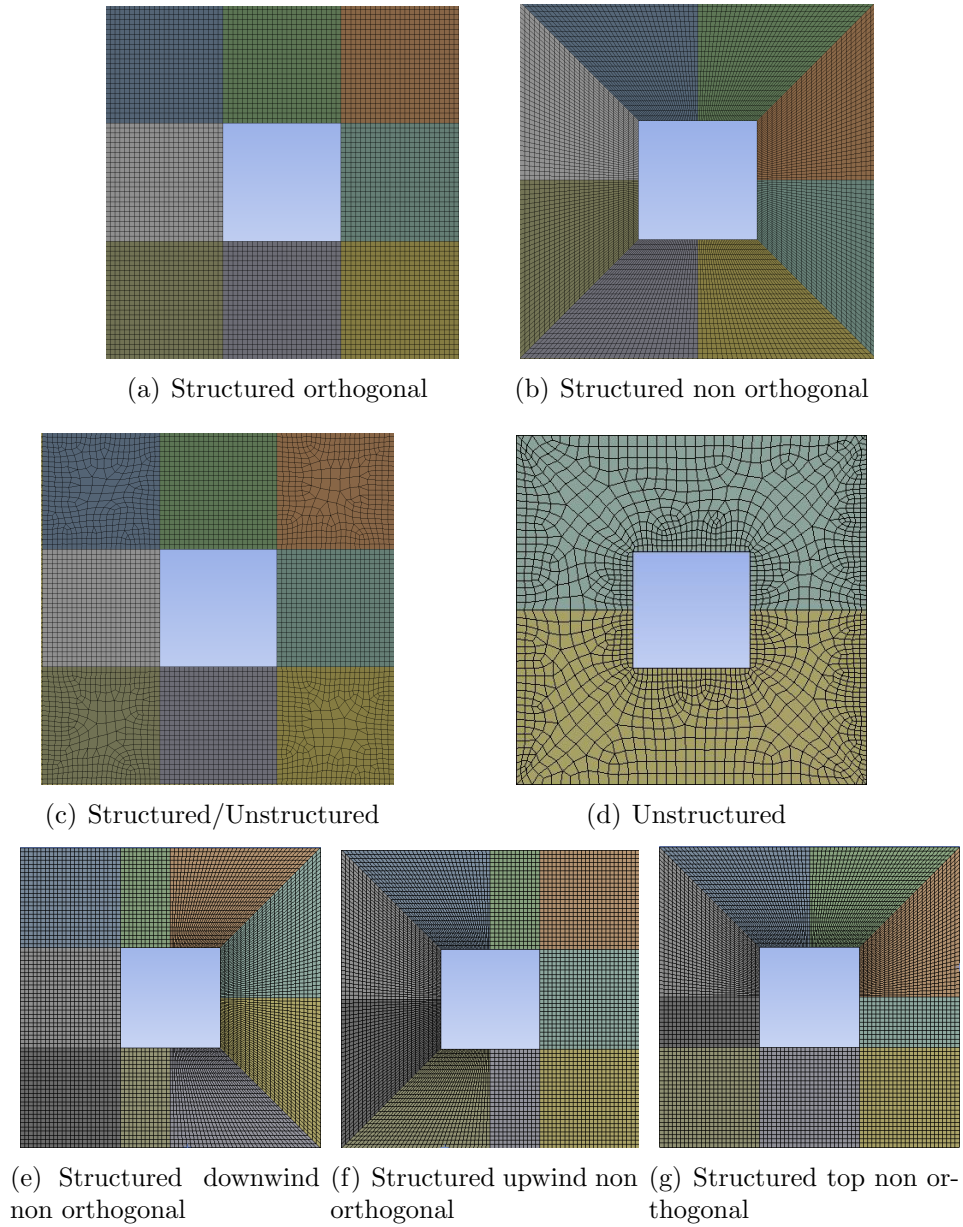 (a) Structured orthogonal
(b) Structured non orthogonal
(c) Structured/Unstructured
(d) Unstructured
(e) Structured downwind
non orthogonal
(f) Structured upwind non
orthogonal
(g) Structured top non or-
thogonal